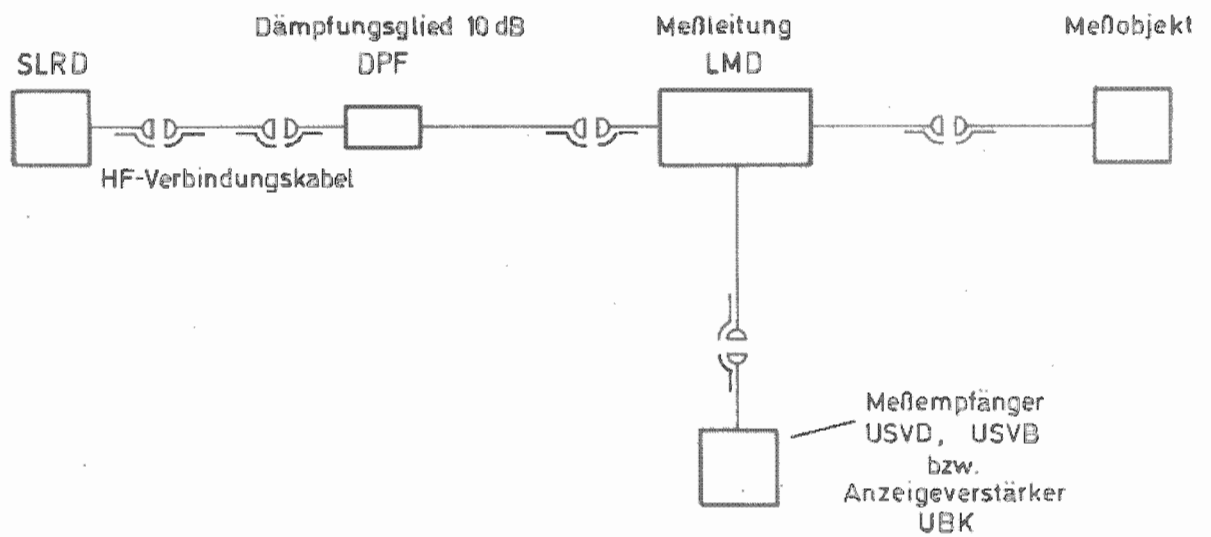 Dämpfungsglied 10 dB
Meßleitung
Meßobjekt
SLRD
DPF
LMD
HF-Verbindungskabel
Meßempfänger
USVD, USVB
bzw.
Anzeigeverstärker
UBK